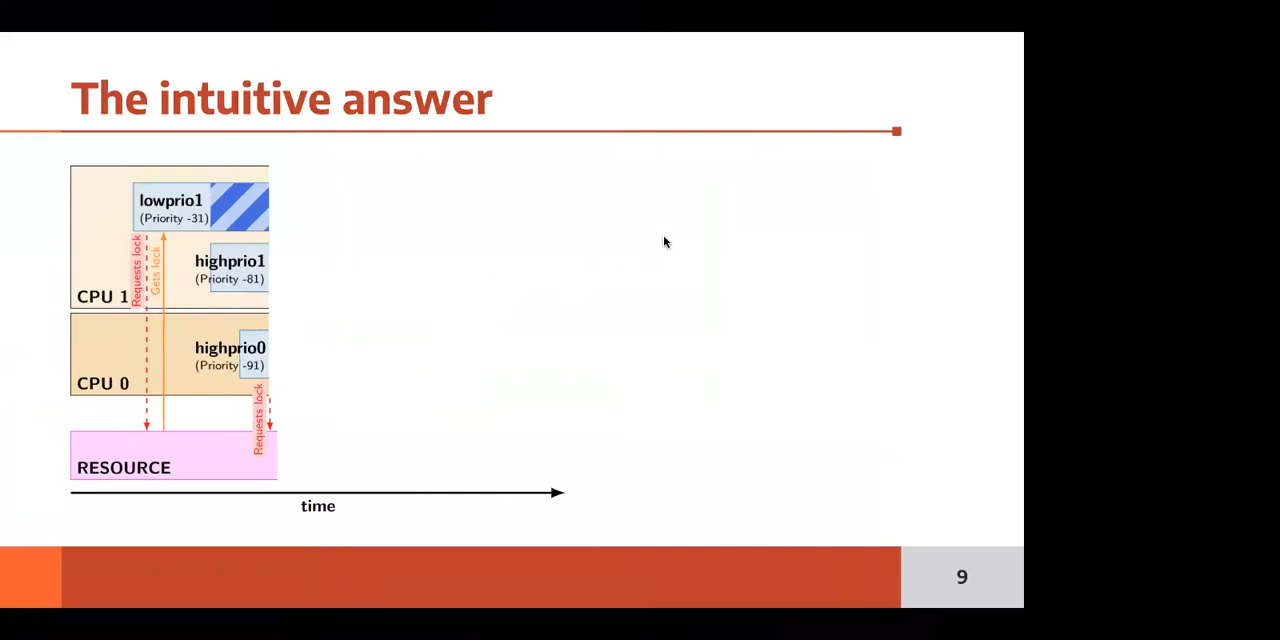 The intuitive answer
lowprio1
(Priority -31)
Requests lock
Gets lock
highprio1
(Priority -81)
CPU 1
highprio0
(Priority -91)
CPU 0
Requests lock
RESOURCE
time
9